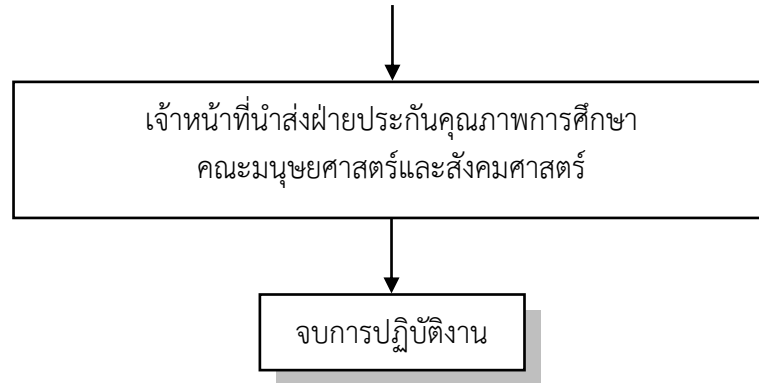 เจ้าหน้าที่นำส่งฝ่ายประกันคุณภาพการศึกษา
คณะมนุษยศาสตร์และสังคมศาสตร์
จบการปฏิบัติงาน